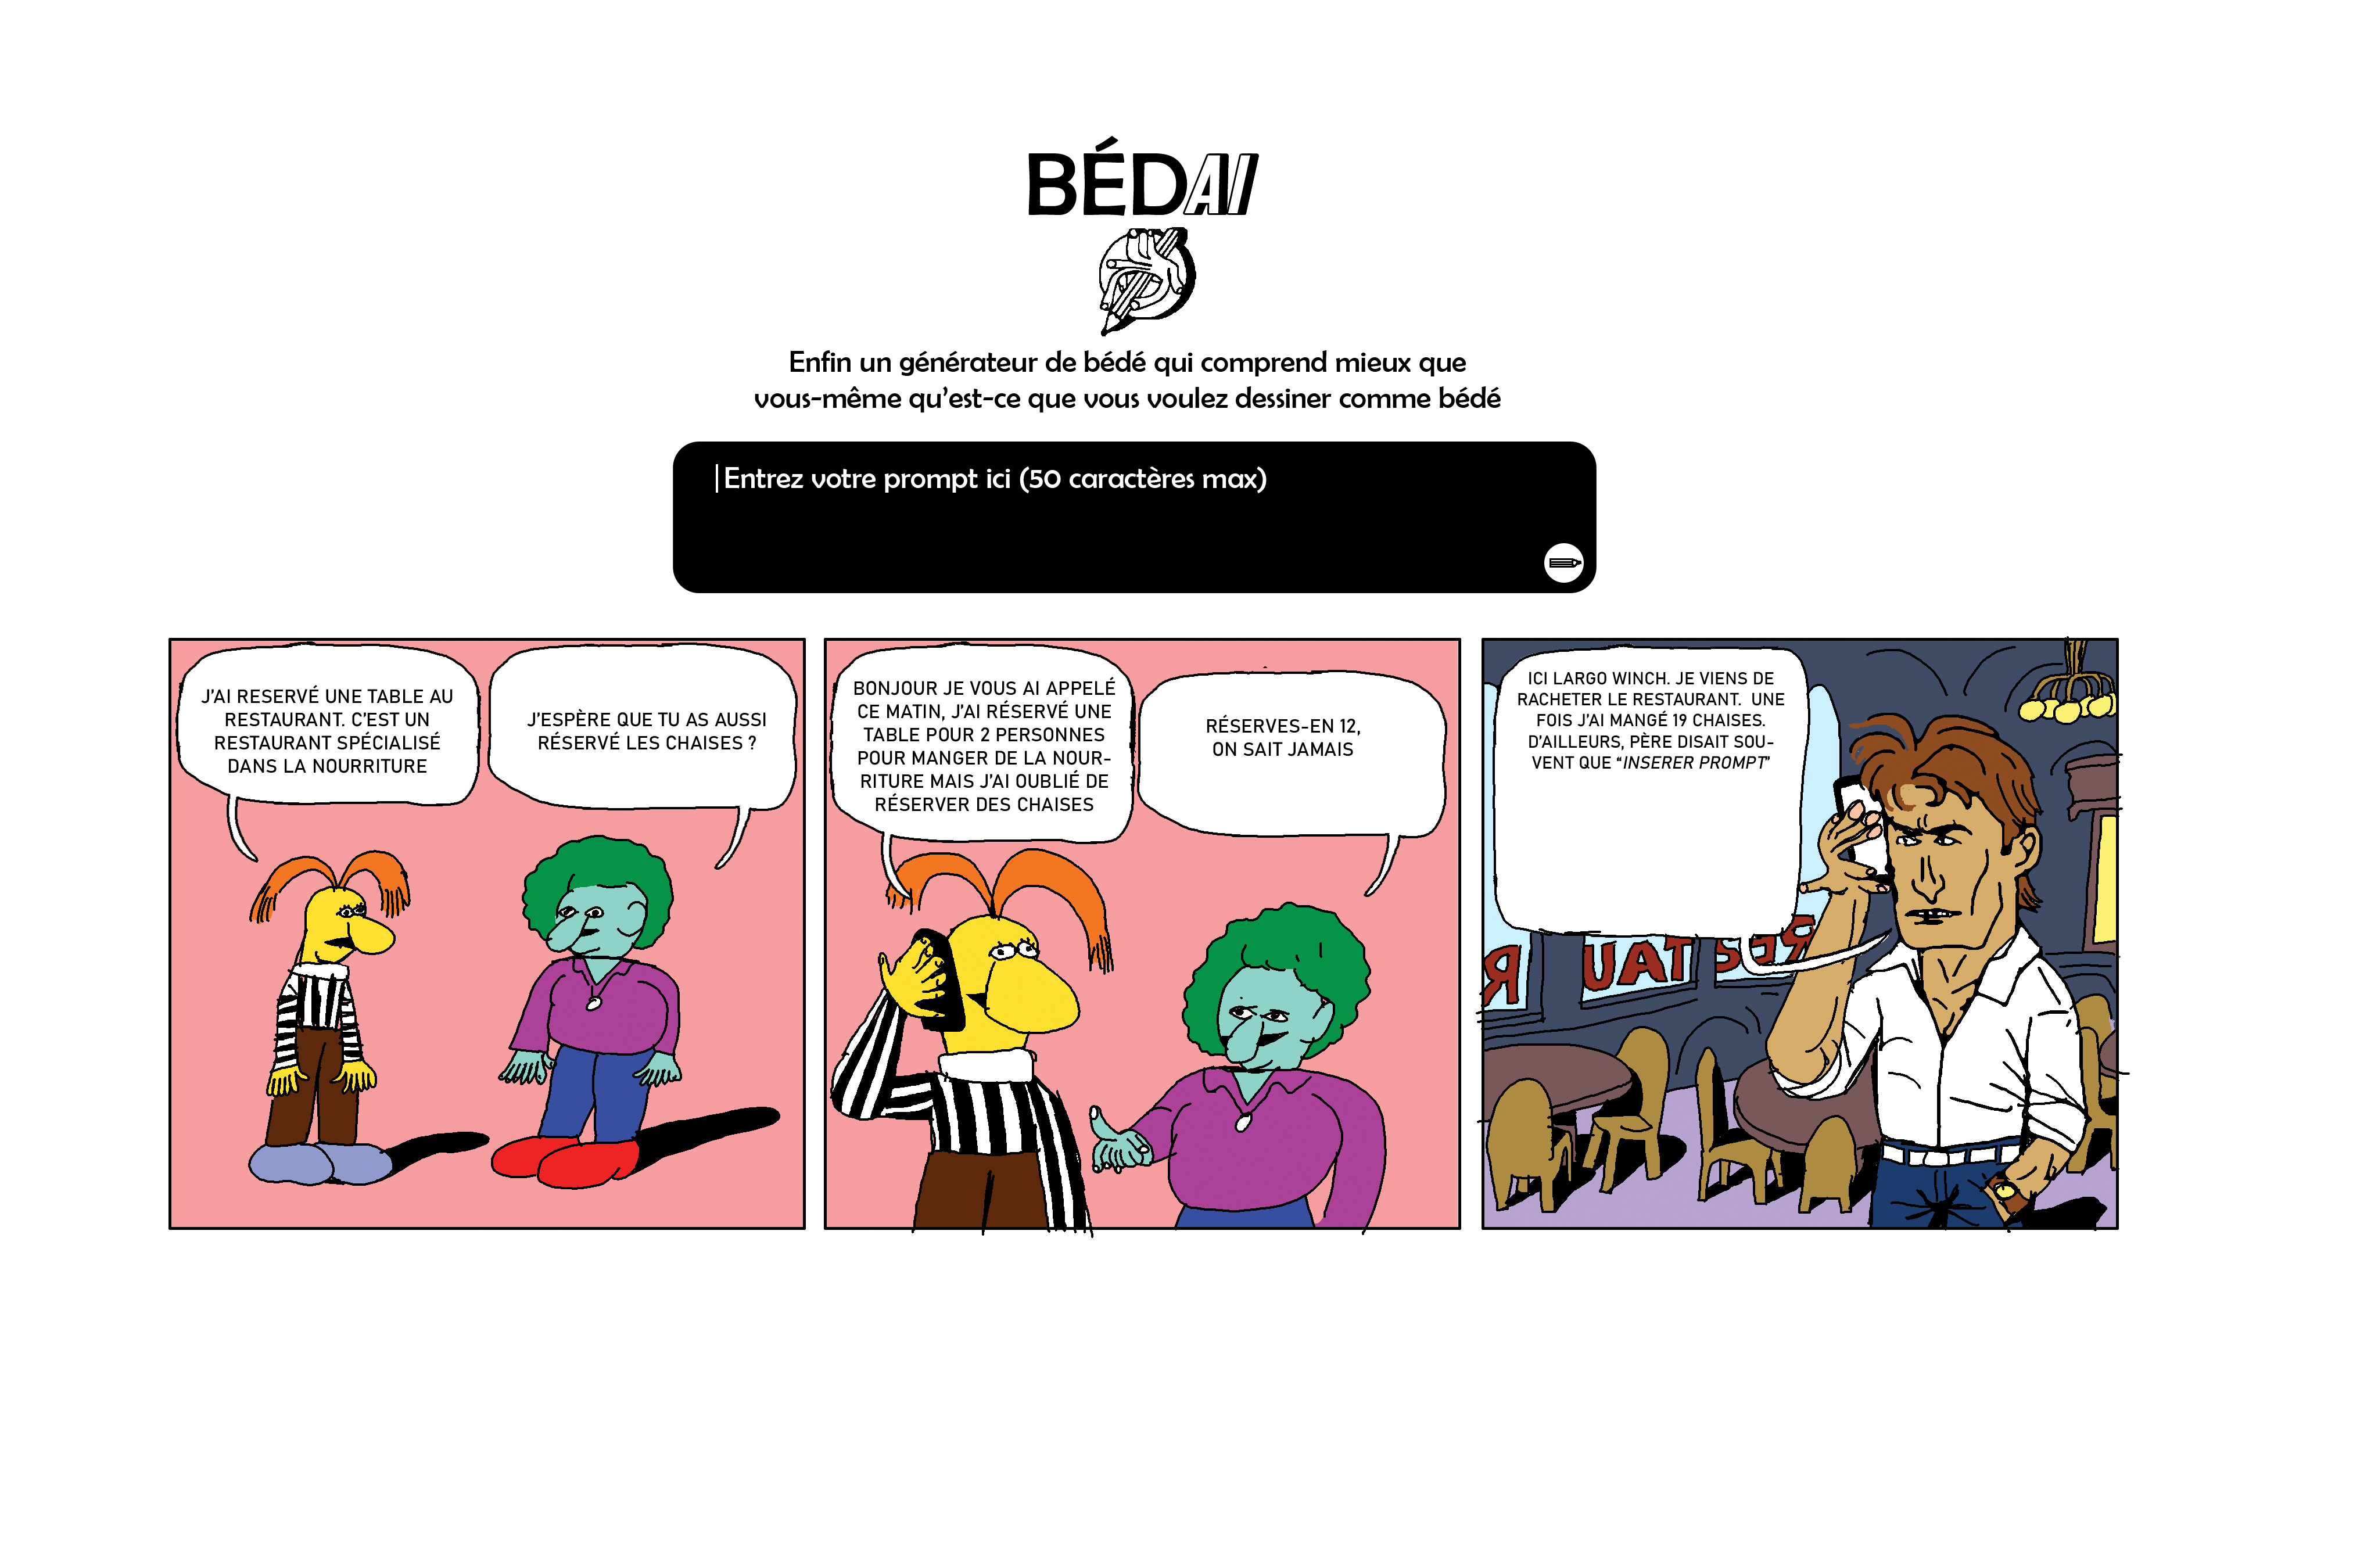 BÉDAI
Enfin un générateur de bédé qui comprend mieux que
vous-même qu'est-ce que vous voulez dessiner comme bédé
Entrez votre prompt ici (50 caractères max)
J'AI RESERVÉ UNE TABLE AU
RESTAURANT. C'EST UN
RESTAURANT SPÉCIALISÉ
DANS LA NOURRITURE
J'ESPÈRE QUE TU AS AUSSI
RÉSERVÉ LES CHAISES ?
BONJOUR JE VOUS AI APPELÉ
CE MATIN, J'AI RÉSERVÉ UNE
TABLE POUR 2 PERSONNES
POUR MANGER DE LA NOUR-
RITURE MAIS J'AI OUBLIÉ DE
RÉSERVER DES CHAISES
RÉSERVES-EN 12,
ON SAIT JAMAIS
ICI LARGO WINCH. JE VIENS DE
RACHETER LE RESTAURANT. UNE
FOIS J'AI MANGÉ 19 CHAISES.
D'AILLEURS, PÈRE DISAIT SOU-
VENT QUE “INSERER PROMPT”
R UATSER